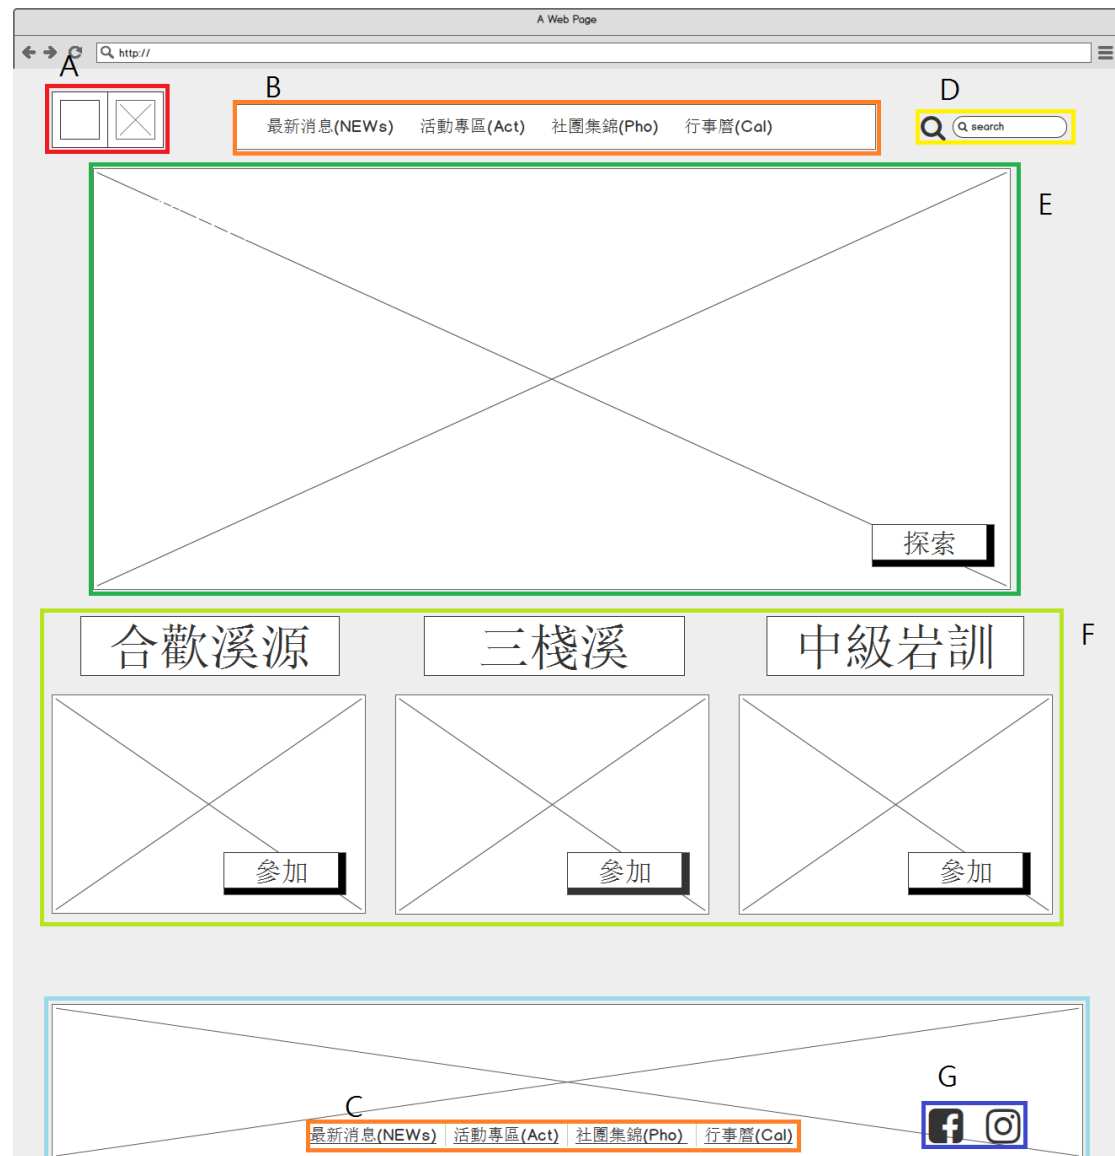 A Web Page
http://
A
B
D
最新消息(NEWs) 活動專區(Act) 社團集錦(Pho) 行事曆(Cal)
search
E
探索
合歡溪源 三棧溪 中級岩訓
F
參加 參加 參加
G
C
最新消息(NEWs) 活動專區(Act) 社團集錦(Pho) 行事曆(Cal)